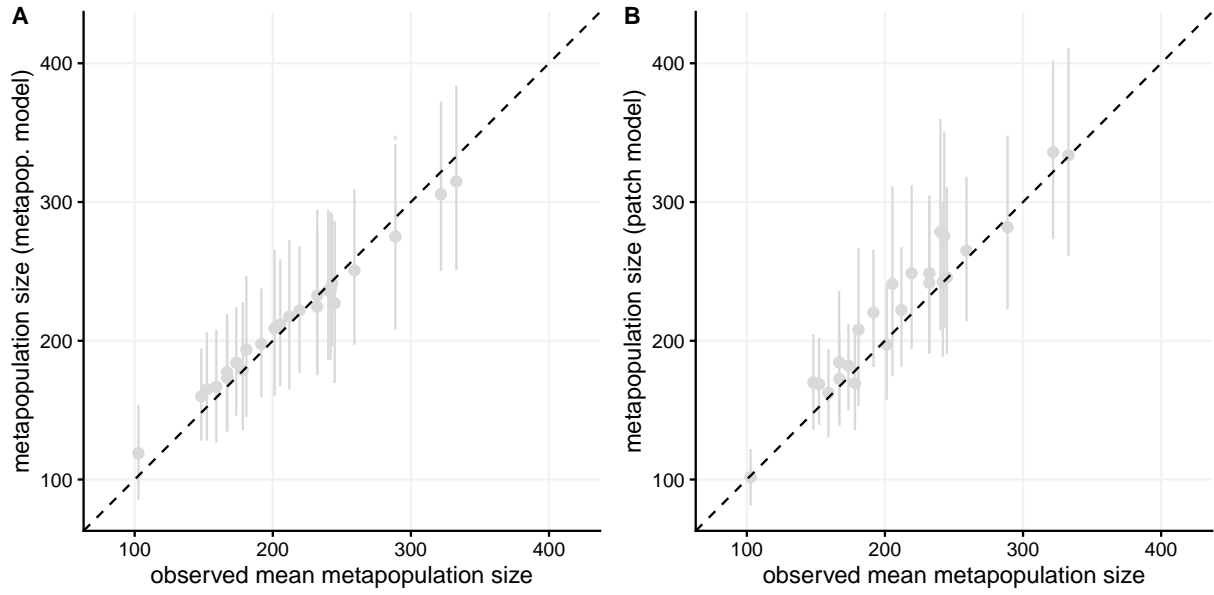 A
metapopulation size (metapop. model)
400
300
200
100
100 200 300 400
observed mean metapopulation size
B
metapopulation size (patch model)
400
300
200
100
100 200 300 400
observed mean metapopulation size